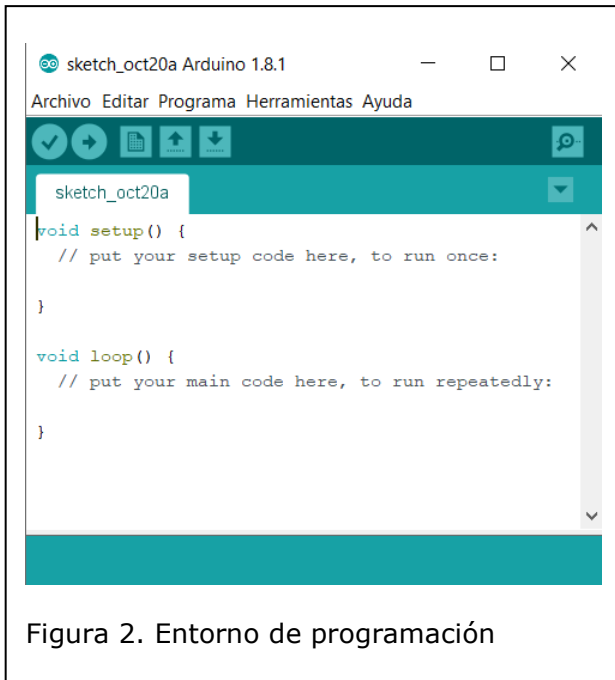 sketch_oct20a Arduino 1.8.1
Archivo Editar Programa Herramientas Ayuda
sketch_oct20a
void setup() {
  // put your setup code here, to run once:
}
void loop() {
  // put your main code here, to run repeatedly:
}
Figura 2. Entorno de programación